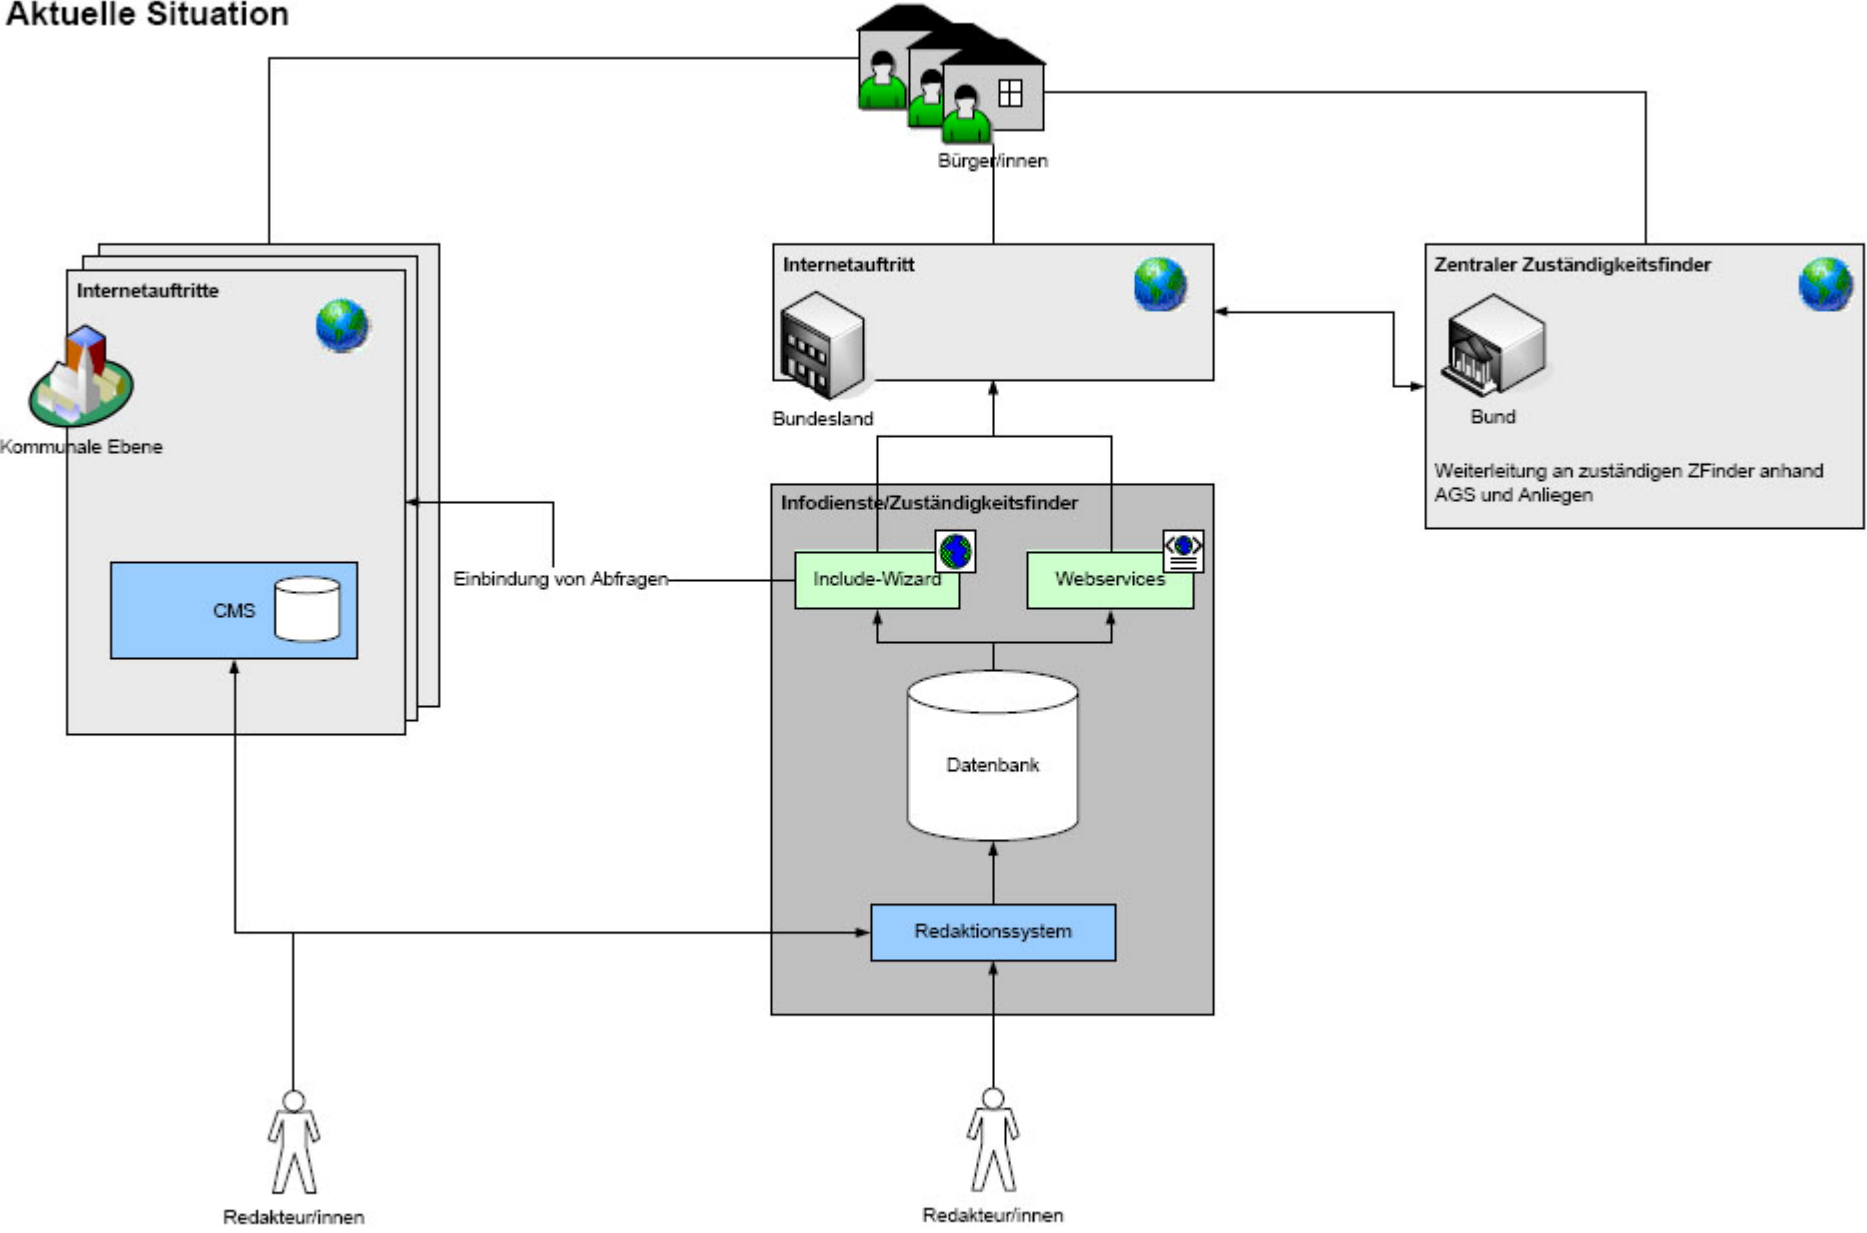 Aktuelle Situation
Bürger/innen
Internetauftritte
Kommunale Ebene
CMS
Internetauftritt
Bundesland
Zentraler Zuständigkeitsfinder
Bund
Weiterleitung an zuständigen ZFinder anhand
AGS und Anliegen
Infodienste/Zuständigkeitsfinder
Einbindung von Abfragen
Include-Wizard
Webservices
Datenbank
Redaktionssystem
Redakteur/innen
Redakteur/innen